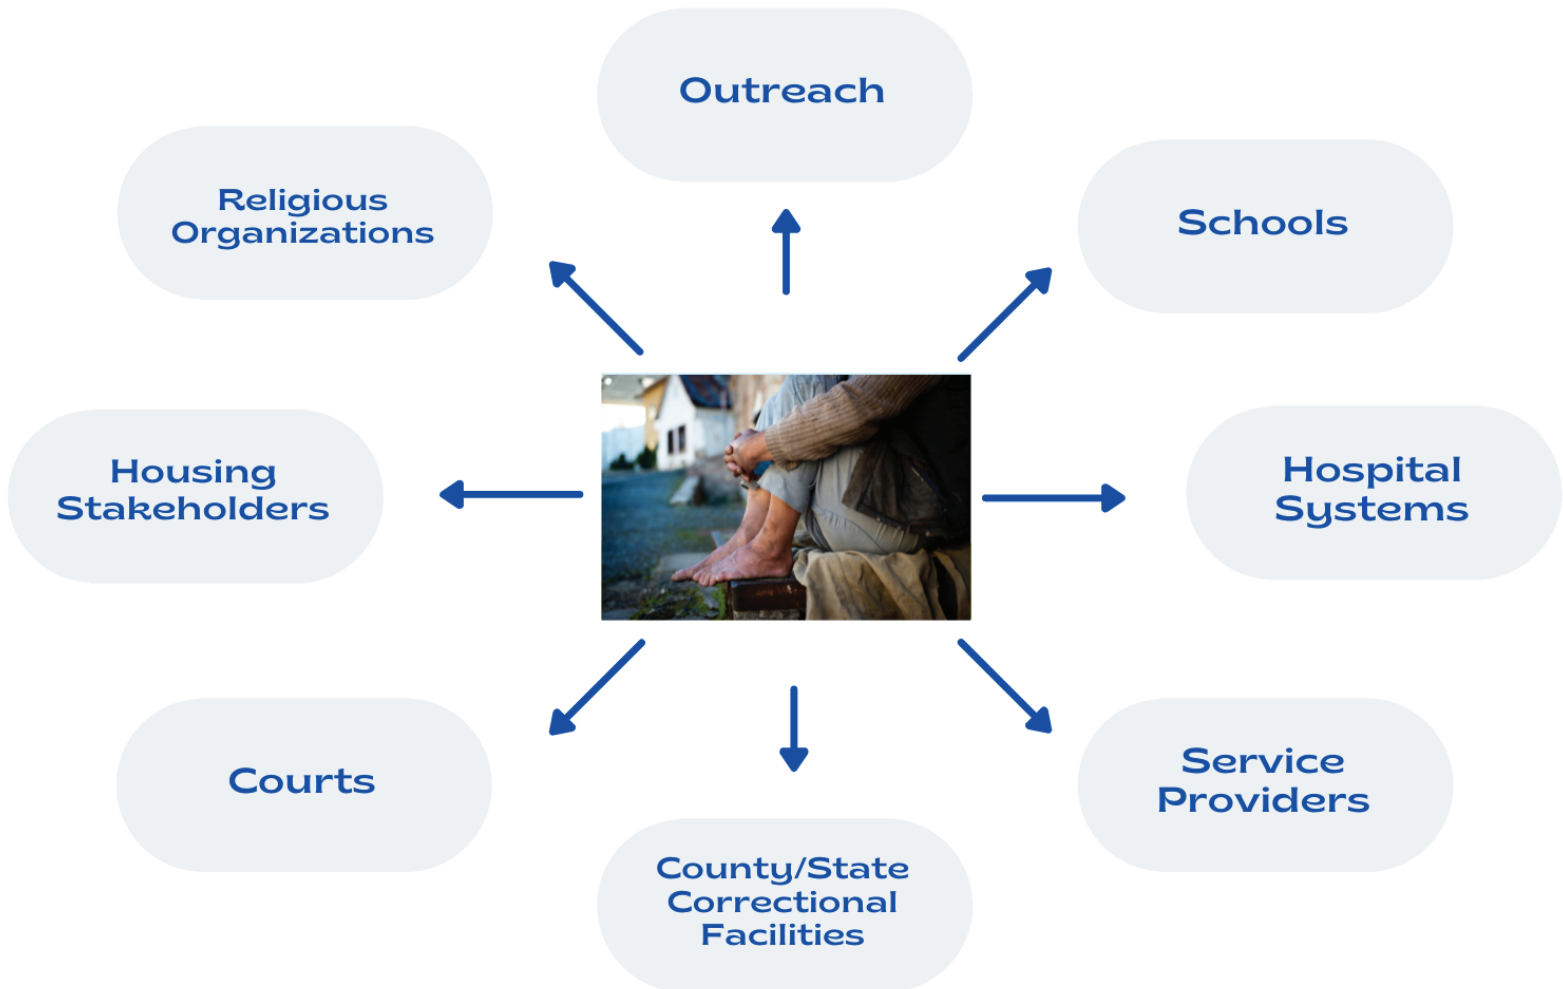 Outreach
Schools
Religious
Organizations
Hospital
Systems
Housing
Stakeholders
Service
Providers
Courts
County/State
Correctional
Facilities